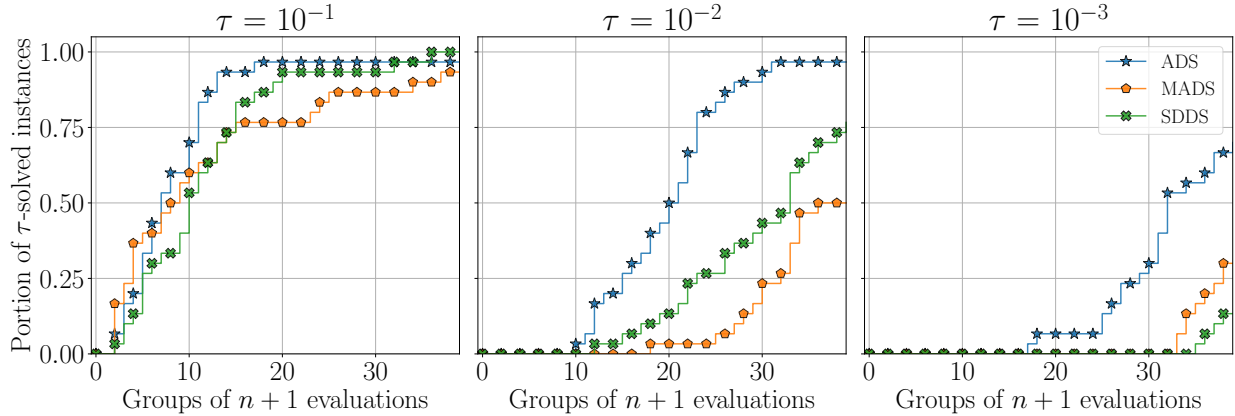 τ = 10⁻¹
τ = 10⁻²
τ = 10⁻³
Portion of τ-solved instances
1.00
0.75
0.50
0.25
0.00
ADS
MADS
SDDS
0 10 20 30
0 10 20 30
0 10 20 30
Groups of n + 1 evaluations
Groups of n + 1 evaluations
Groups of n + 1 evaluations